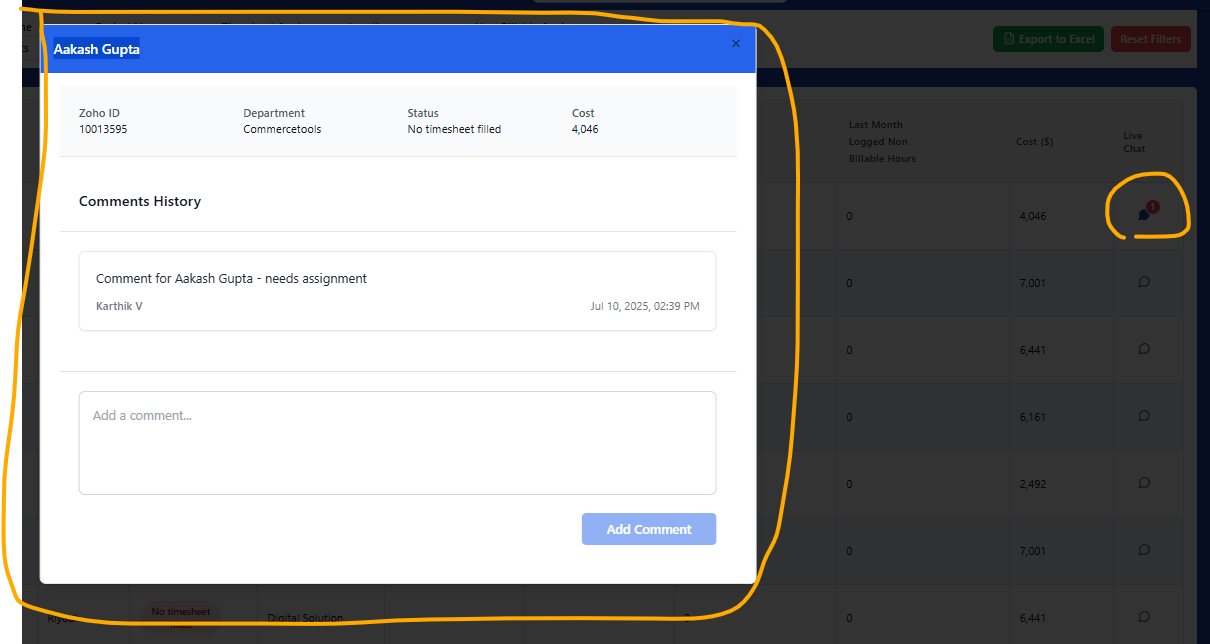 Aakash Gupta
×
Zoho ID
Department
Status
Cost
10013595
Commercetools
No timesheet filled
4,046
Comments History
Comment for Aakash Gupta - needs assignment
Karthik V
Jul 10, 2025, 02:39 PM
Add a comment...
Add Comment
Export to Excel
Reset Filters
Last Month
Logged Non
Billable Hours
Cost ($)
Live
Chat
0
4,046
1
0
7,001
0
6,441
0
6,161
0
2,492
0
7,001
No timesheet
Digital Solution
0
0
6,441